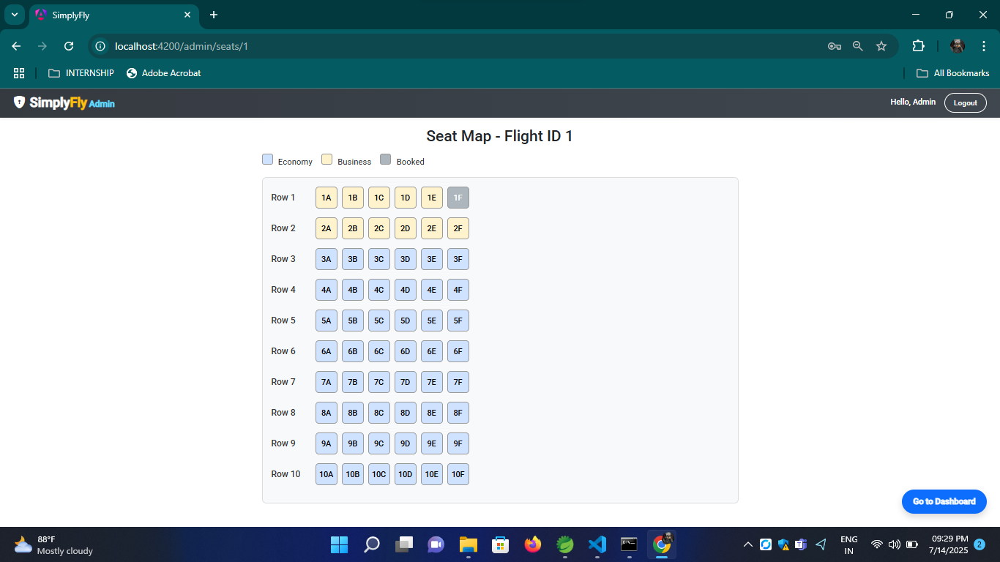 SimplyFly
localhost:4200/admin/seats/1
INTERNSHIP Adobe Acrobat All Bookmarks
SimplyFly Admin Hello, Admin Logout
Seat Map - Flight ID 1
Economy Business Booked
Row 1 1A 1B 1C 1D 1E 1F
Row 2 2A 2B 2C 2D 2E 2F
Row 3 3A 3B 3C 3D 3E 3F
Row 4 4A 4B 4C 4D 4E 4F
Row 5 5A 5B 5C 5D 5E 5F
Row 6 6A 6B 6C 6D 6E 6F
Row 7 7A 7B 7C 7D 7E 7F
Row 8 8A 8B 8C 8D 8E 8F
Row 9 9A 9B 9C 9D 9E 9F
Row 10 10A 10B 10C 10D 10E 10F
Go to Dashboard
88°F ENG 09:29 PM
Mostly cloudy IN 7/14/2025 2